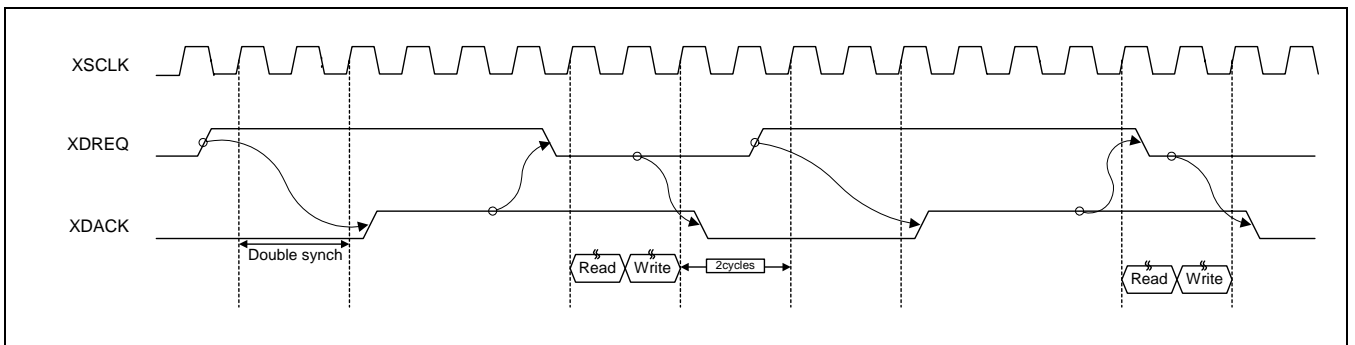 XSCLK
XDREQ
XDACK
Double synch
Read Write
2cycles
Read Write